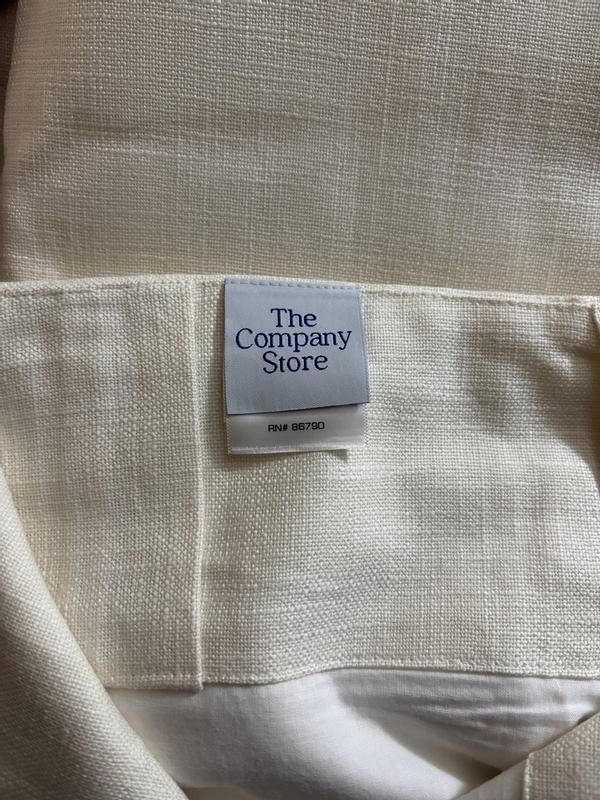 The
Company
Store
RN# 86790